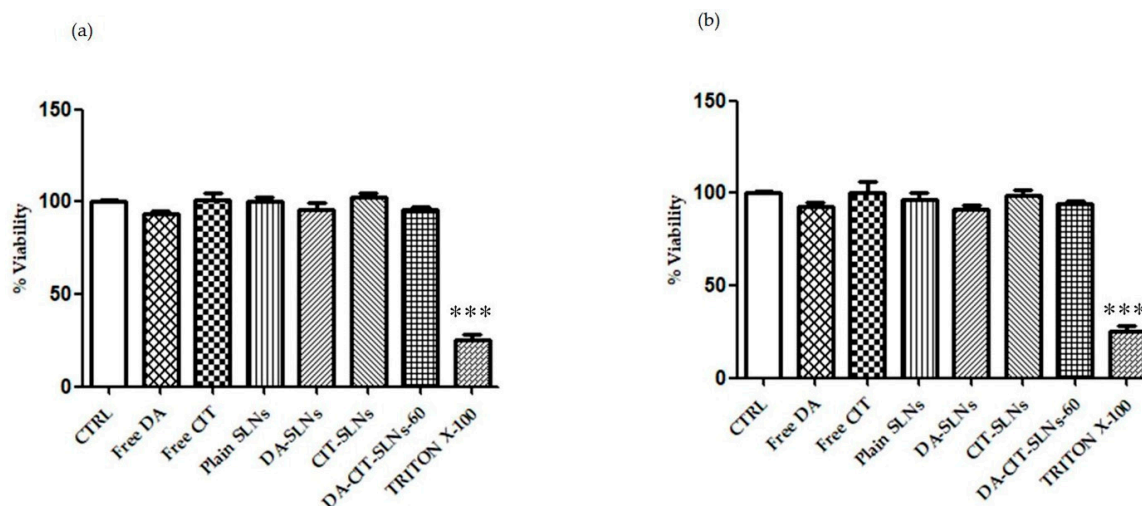 (a)
150
100
50
0
% Viability
***
CTRL
Free DA
Free CIT
Plain SLNs
DA-SLNs
CIT-SLNs
DA-CIT-SLNs-60
TRITON X-100
(b)
150
100
50
0
% Viability
***
CTRL
Free DA
Free CIT
Plain SLNs
DA-SLNs
CIT-SLNs
DA-CIT-SLNs-60
TRITON X-100